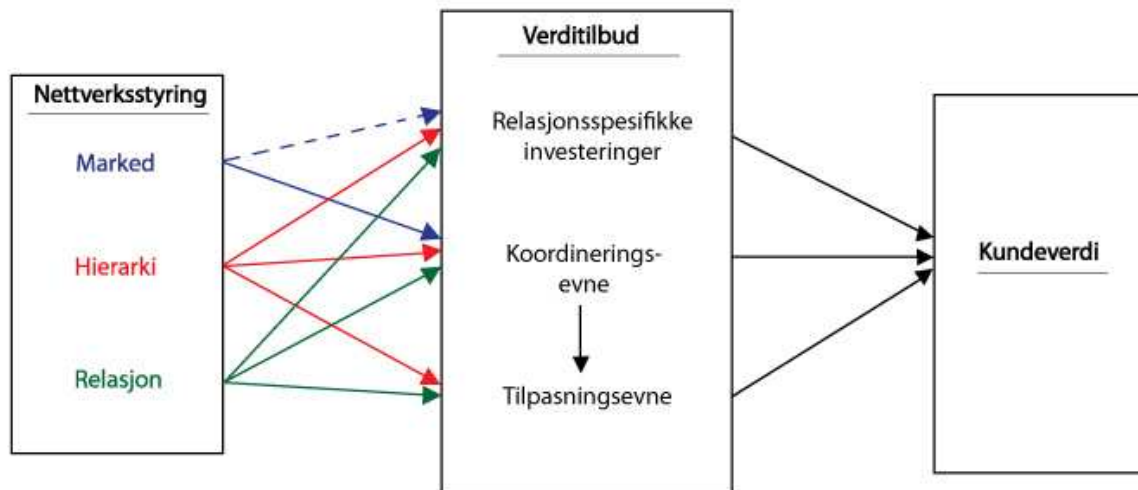 Nettverksstyring
Marked
Hierarki
Relasjon
Verditilbud
Relasjonsspesifikke
investeringer
Koordinerings-
evne
Tilpasningsevne
Kundeverdi